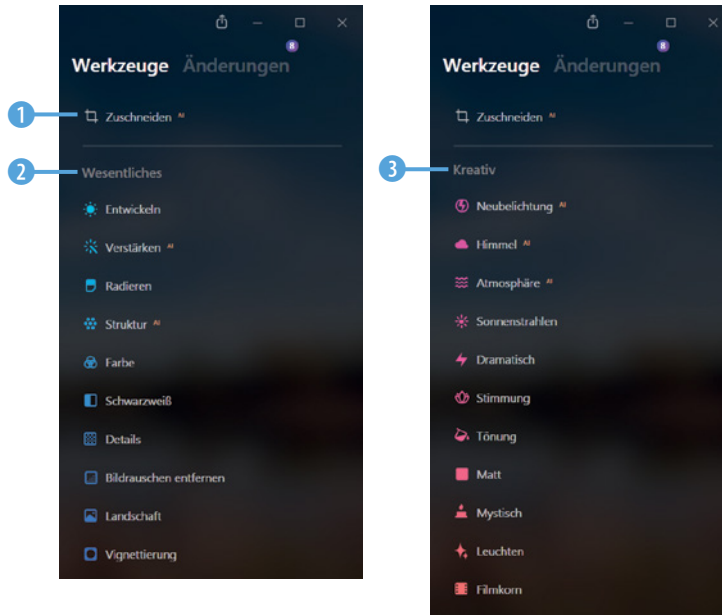 8
Werkzeuge Änderungen
1
Zuschneiden AI
2
Wesentliches
Entwickeln
Verstärken AI
Radieren
Struktur AI
Farbe
Schwarzweiß
Details
Bildrauschen entfernen
Landschaft
Vignettierung
8
Werkzeuge Änderungen
Zuschneiden AI
3
Kreativ
Neubelichtung AI
Himmel AI
Atmosphäre AI
Sonnenstrahlen
Dramatisch
Stimmung
Tönung
Matt
Mystisch
Leuchten
Filmkorn